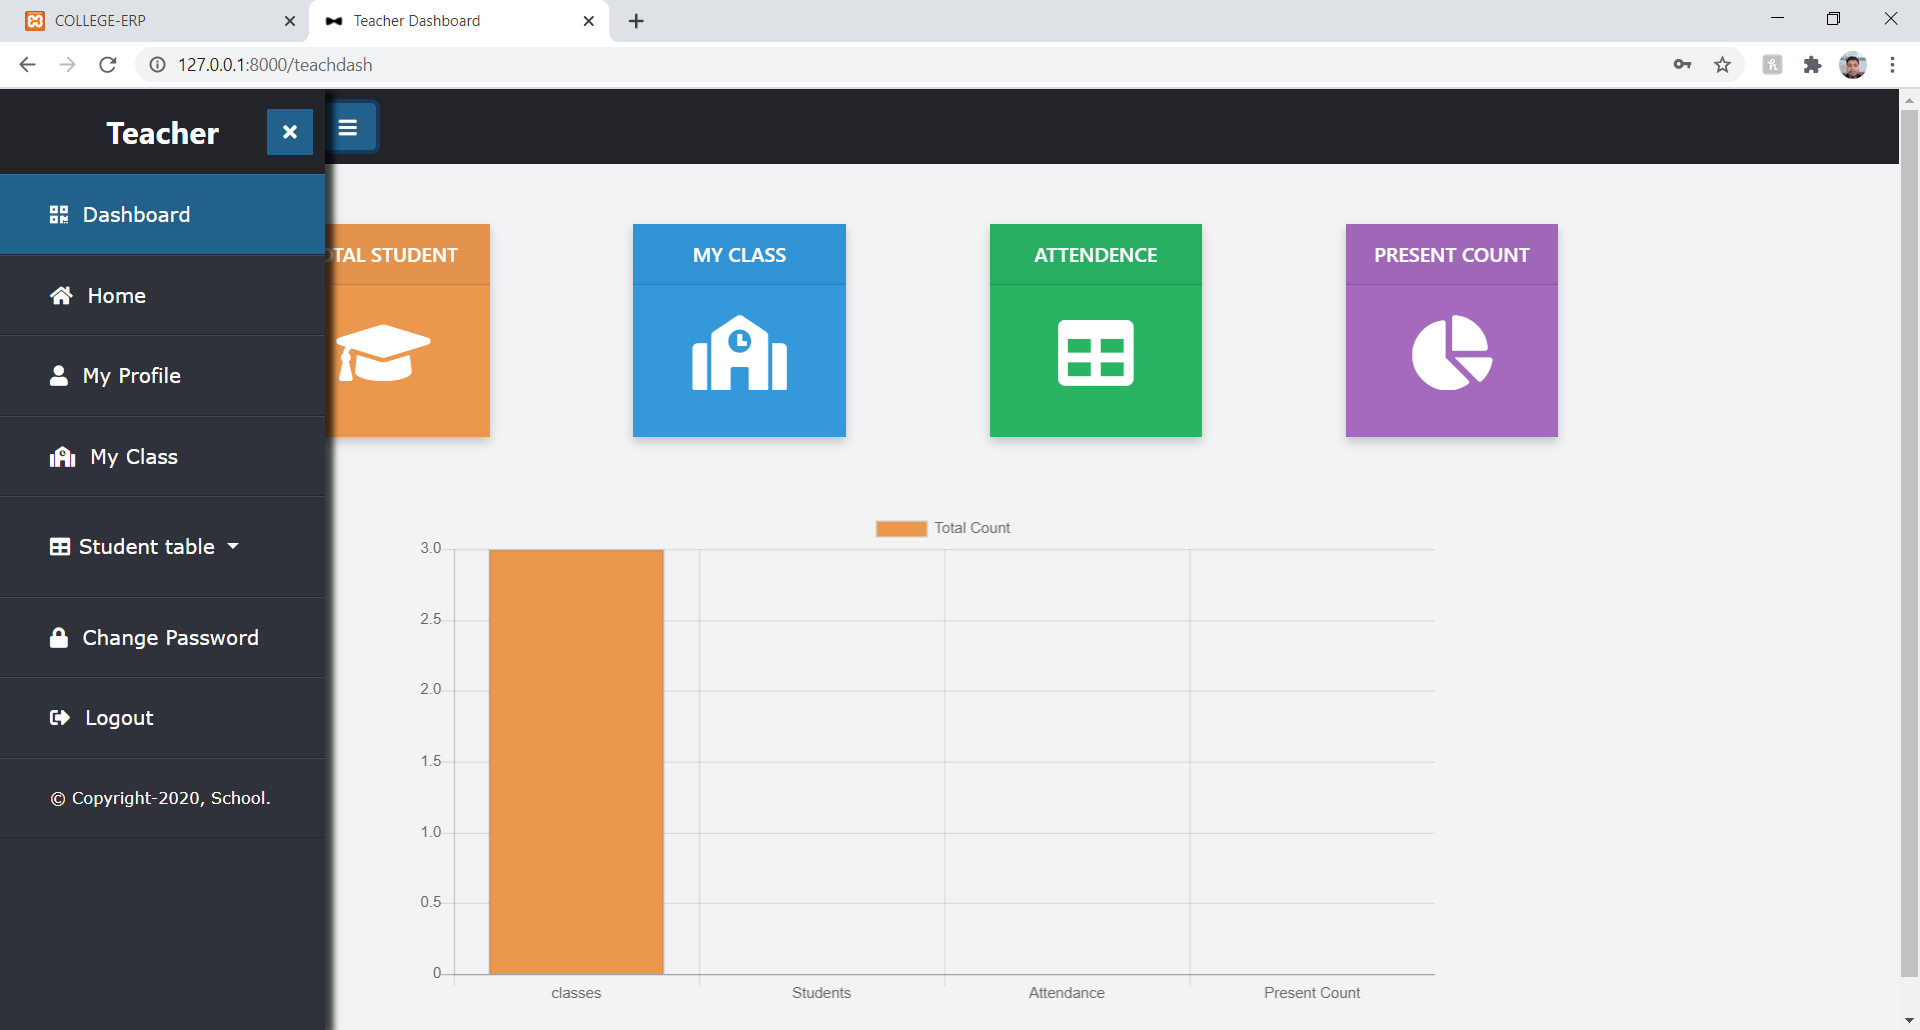 COLLEGE-ERP
Teacher Dashboard
127.0.0.1:8000/teachdash
Teacher
Dashboard
Home
My Profile
My Class
Student table
Change Password
Logout
© Copyright-2020, School.
OTAL STUDENT
MY CLASS
ATTENDENCE
PRESENT COUNT
Total Count
3.0
2.5
2.0
1.5
1.0
0.5
0
classes Students Attendance Present Count